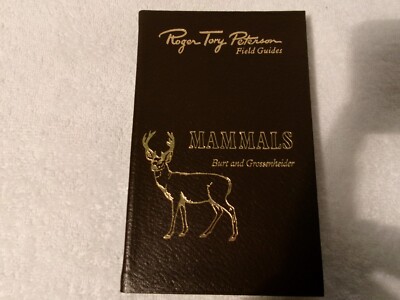 Roger Tory Peterson
Field Guides
MAMMALS
Burt and Grossenheider